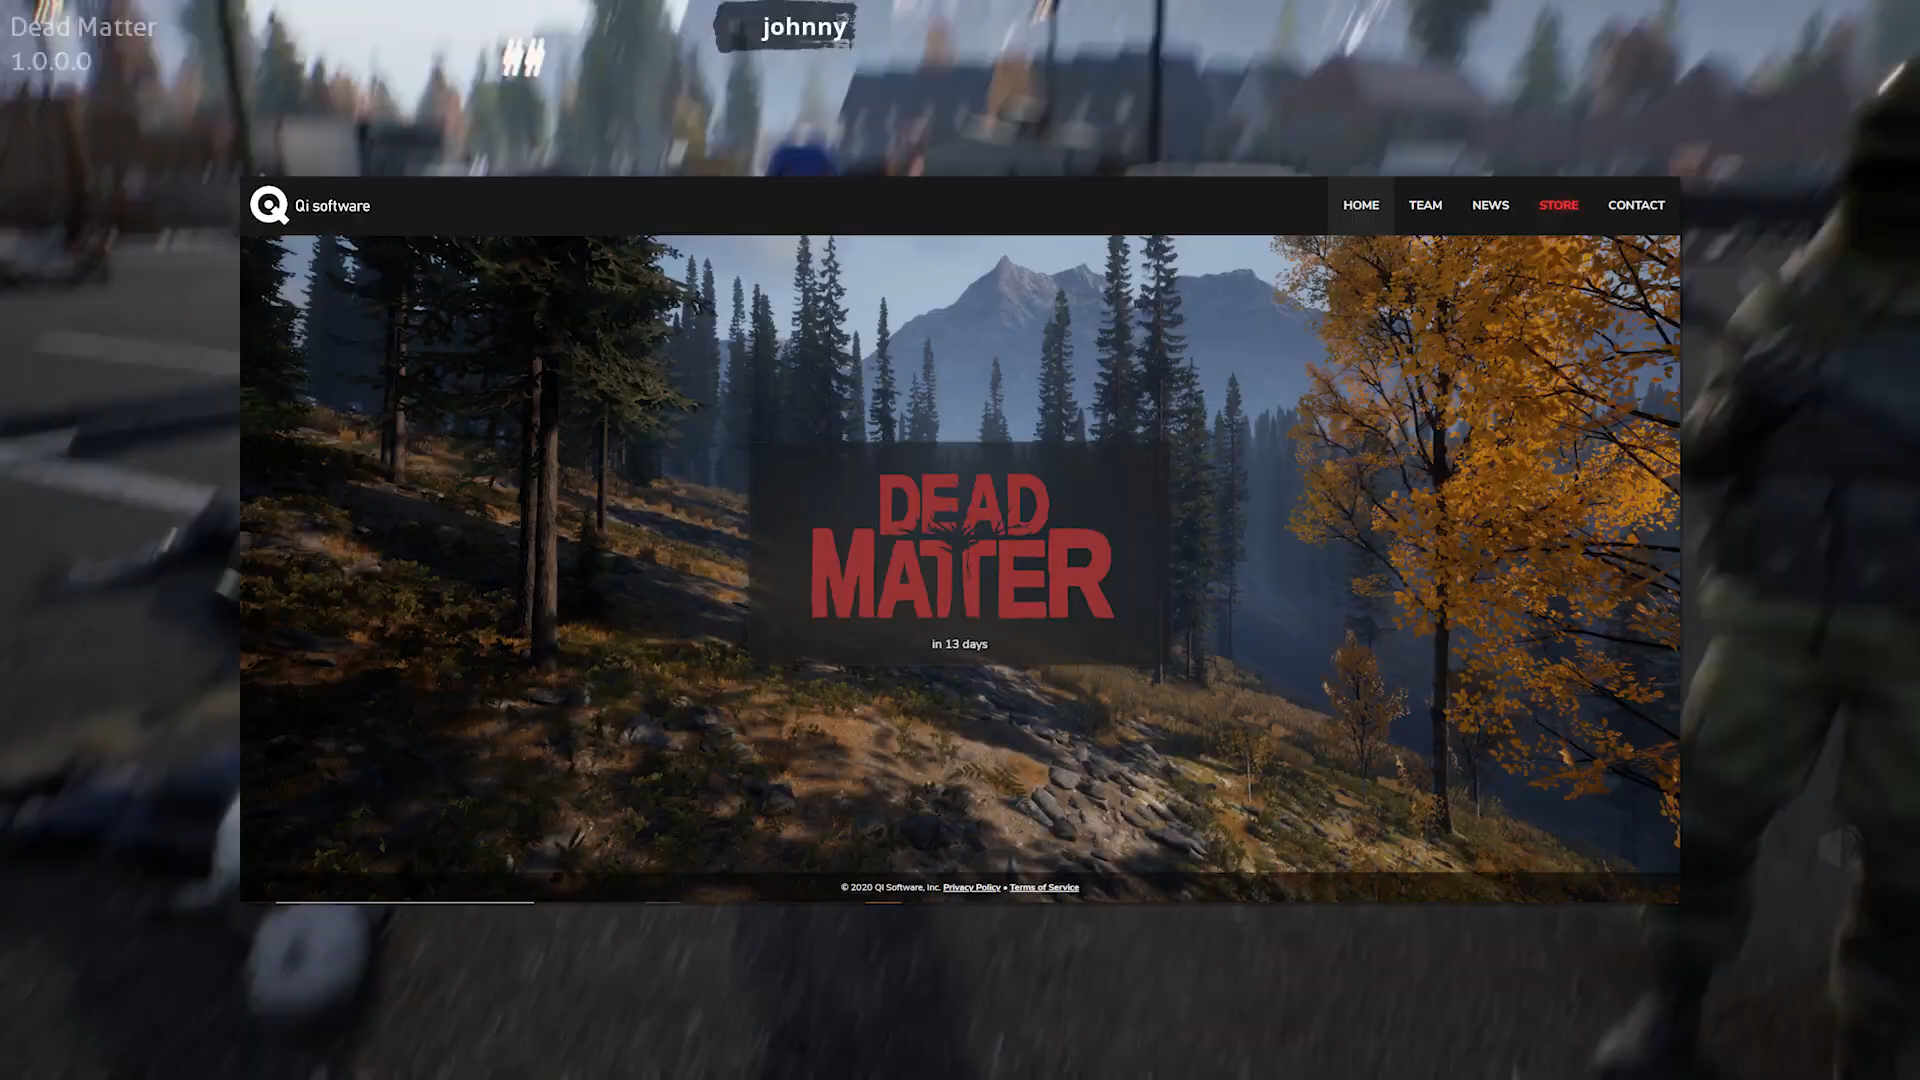 Dead Matter
1.0.0.0
johnny
Qi software
HOME TEAM NEWS STORE CONTACT
DEAD
MATTER
in 13 days
© 2020 QI Software, Inc. Privacy Policy • Terms of Service